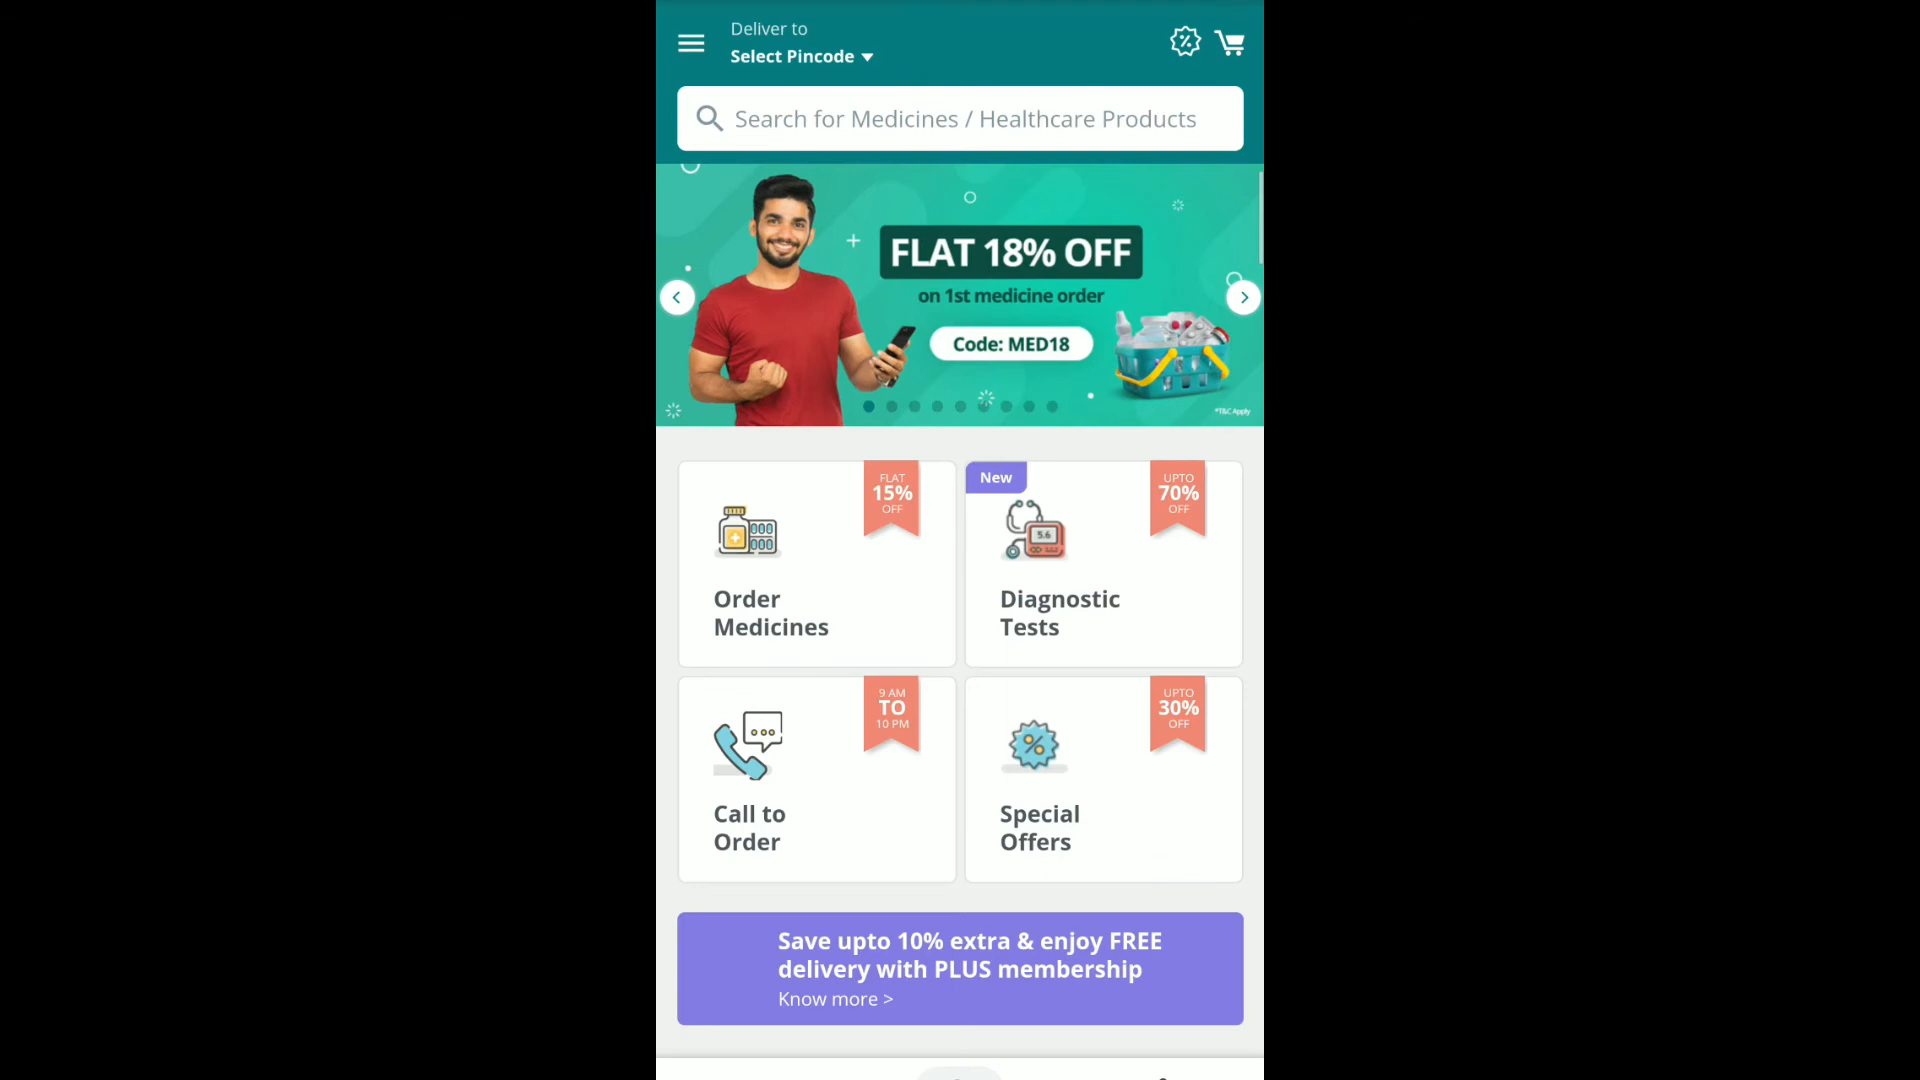 Deliver to
Select Pincode
Search for Medicines / Healthcare Products
FLAT 18% OFF
on 1st medicine order
Code: MED18
*T&C Apply
FLAT
15%
OFF
Order
Medicines
New
UPTO
70%
OFF
5.6
Diagnostic
Tests
9 AM
TO
10 PM
Call to
Order
UPTO
30%
OFF
Special
Offers
Save upto 10% extra & enjoy FREE
delivery with PLUS membership
Know more >